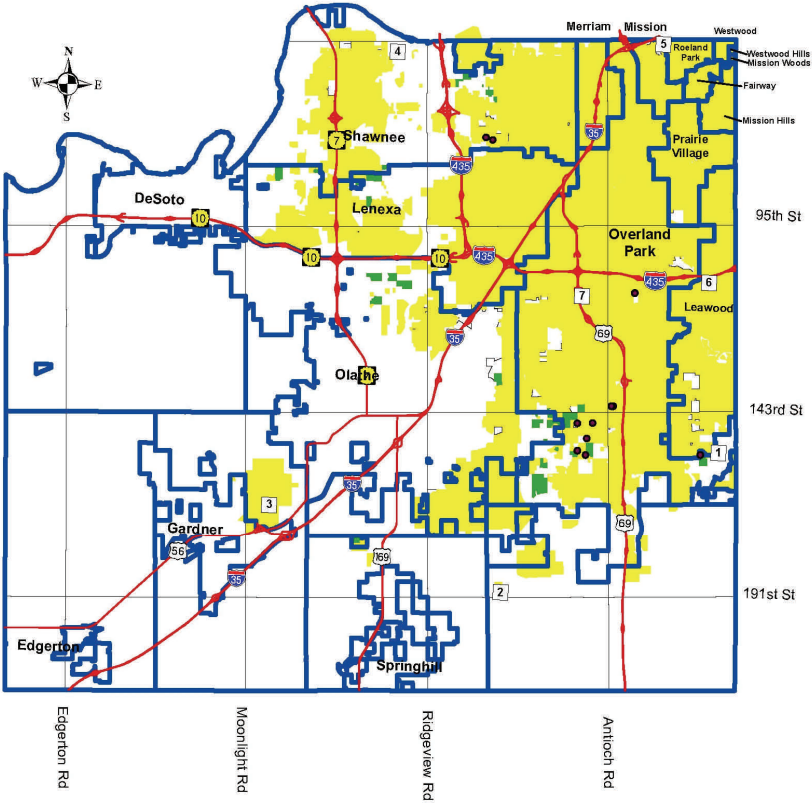 Merriam
Mission
Westwood
5
Roeland
Park
Westwood Hills
Mission Woods
4
N
W
E
S
Fairway
Mission Hills
35
7
Shawnee
435
Prairie
Village
DeSoto
Lenexa
10
95th St
Overland
Park
10
10
435
435
6
7
Leawood
69
35
Olathe
143rd St
1
35
3
Gardner
56
69
169
35
2
191st St
Edgerton
Springhill
Edgerton Rd
Moonlight Rd
Ridgeview Rd
Antioch Rd